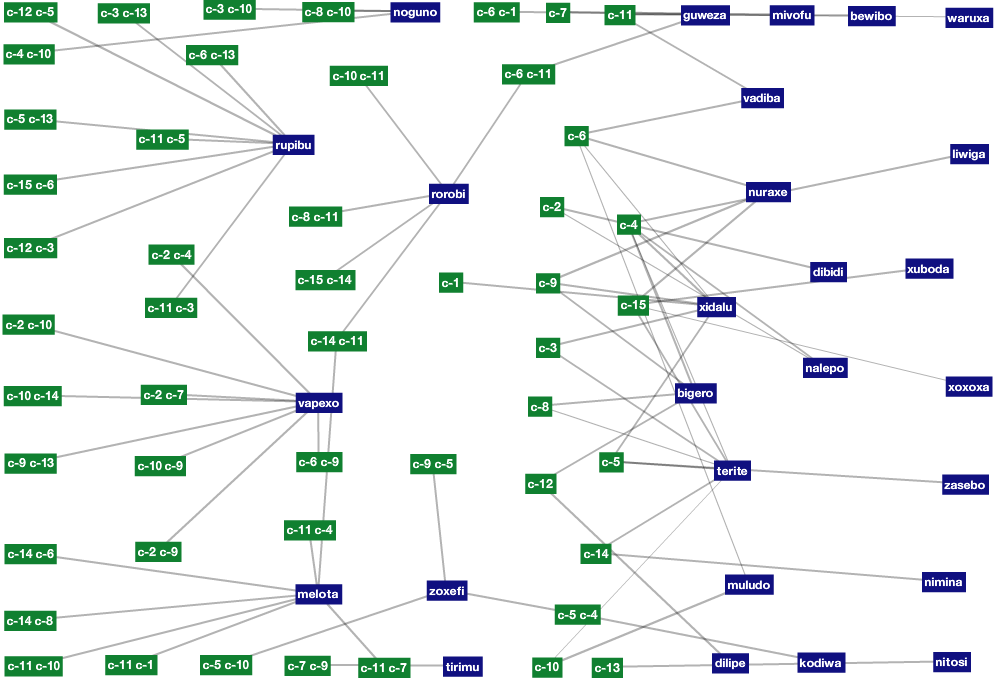 c-12 c-5
c-3 c-13
c-3 c-10
c-8 c-10
noguno
c-6 c-1
c-7
c-11
guweza
mivofu
bewibo
waruxa
c-4 c-10
c-6 c-13
c-10 c-11
c-6 c-11
vadiba
c-5 c-13
c-11 c-5
rupibu
c-6
liwiga
c-15 c-6
rorobi
nuraxe
c-8 c-11
c-2
c-4
c-12 c-3
c-2 c-4
c-15 c-14
c-1
c-9
dibidi
xuboda
c-11 c-3
c-15
xidalu
c-2 c-10
c-14 c-11
c-3
nalepo
xoxoxa
c-10 c-14
c-2 c-7
vapexo
c-8
bigero
c-9 c-13
c-10 c-9
c-6 c-9
c-9 c-5
c-5
terite
c-12
zasebo
c-11 c-4
c-14 c-6
c-2 c-9
c-14
melota
zoxefi
muludo
nimina
c-14 c-8
c-5 c-4
c-11 c-10
c-11 c-1
c-5 c-10
c-7 c-9
c-11 c-7
tirimu
c-10
c-13
dilipe
kodiwa
nitosi